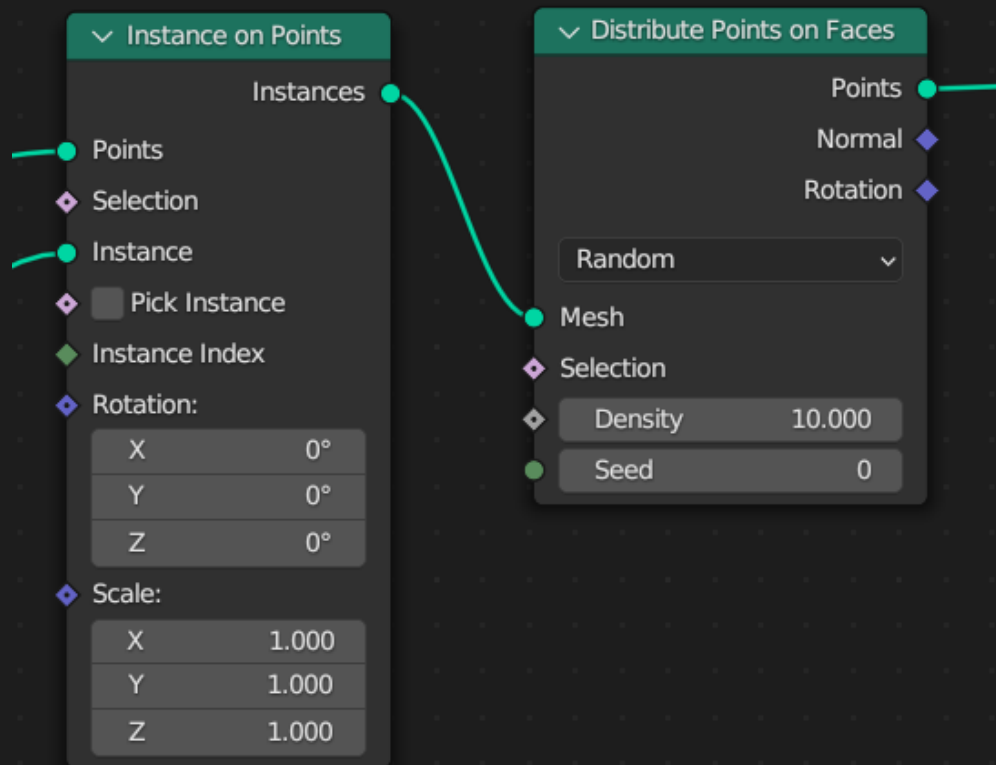 Instance on Points
Instances
Points
Selection
Instance
Pick Instance
Instance Index
Rotation:
X 0°
Y 0°
Z 0°
Scale:
X 1.000
Y 1.000
Z 1.000
Distribute Points on Faces
Points
Normal
Rotation
Random
Mesh
Selection
Density 10.000
Seed 0